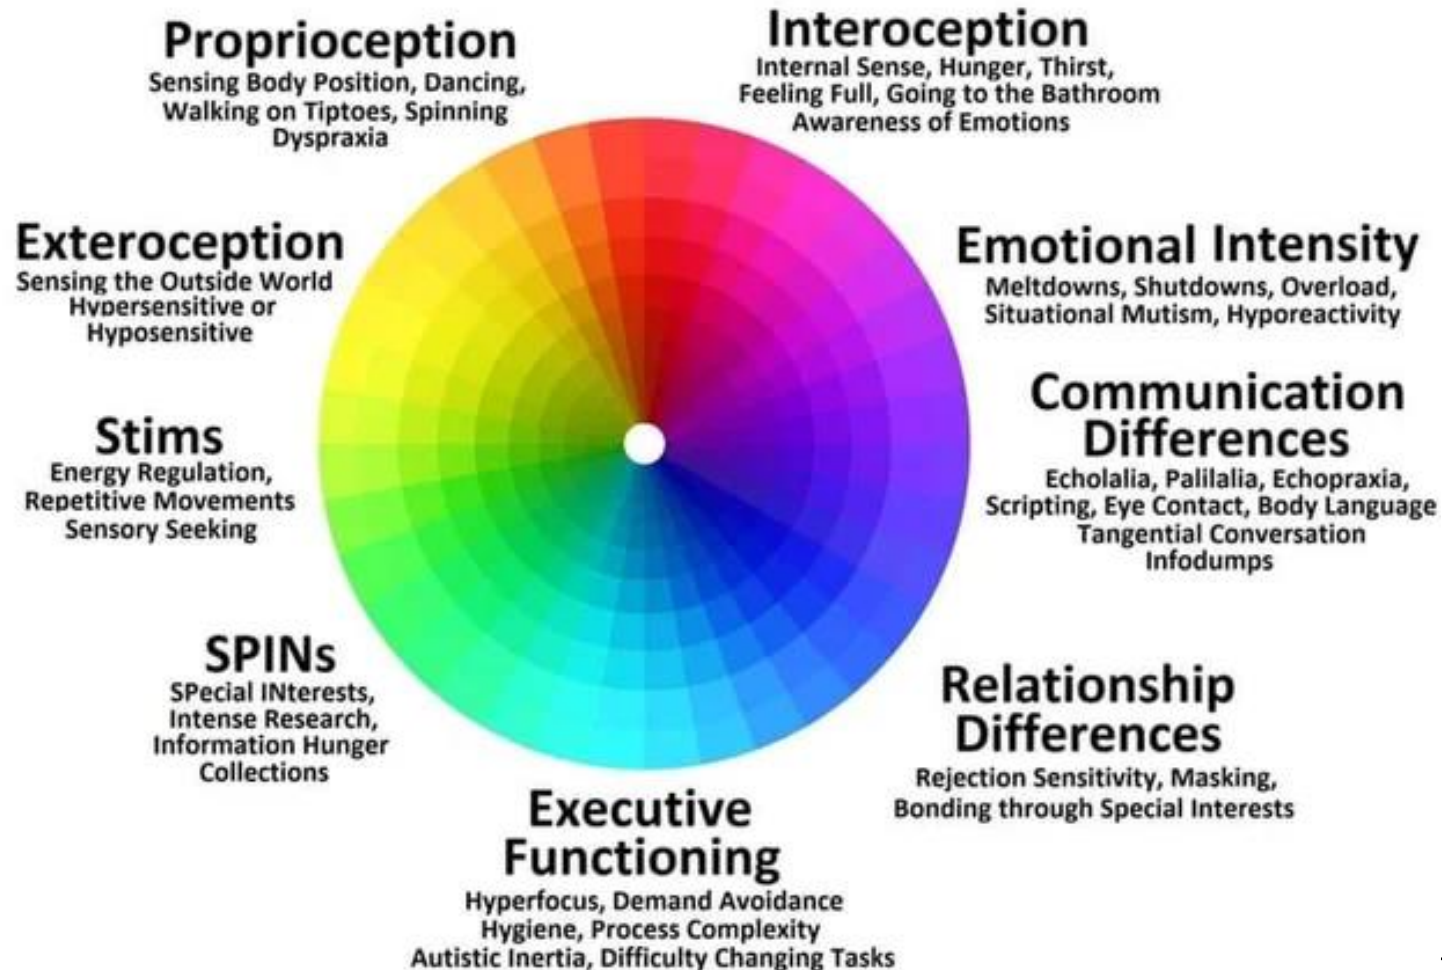 Proprioception
Sensing Body Position, Dancing,
Walking on Tiptoes, Spinning
Dyspraxia
Interoception
Internal Sense, Hunger, Thirst,
Feeling Full, Going to the Bathroom
Awareness of Emotions
Exteroception
Sensing the Outside World
Hypersensitive or
Hyposensitive
Emotional Intensity
Meltdowns, Shutdowns, Overload,
Situational Mutism, Hyporeactivity
Stims
Energy Regulation,
Repetitive Movements
Sensory Seeking
Communication
Differences
Echolalia, Palilalia, Echopraxia,
Scripting, Eye Contact, Body Language
Tangential Conversation
Infodumps
SPINs
SPecial INterests,
Intense Research,
Information Hunger
Collections
Relationship
Differences
Rejection Sensitivity, Masking,
Bonding through Special Interests
Executive
Functioning
Hyperfocus, Demand Avoidance
Hygiene, Process Complexity
Autistic Inertia, Difficulty Changing Tasks